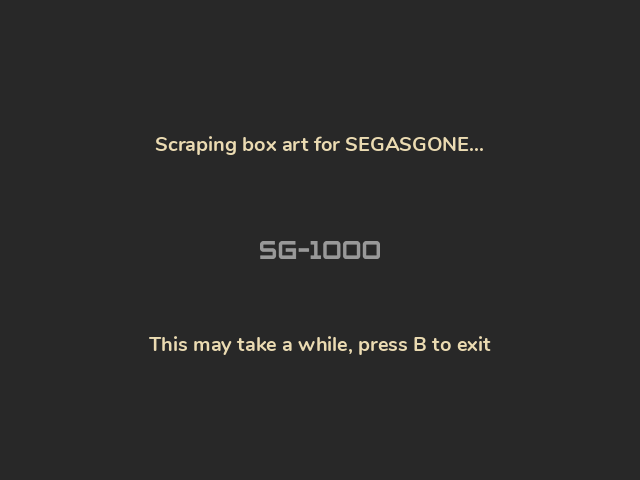 Scraping box art for SEGASGONE...
SG-1000
This may take a while, press B to exit